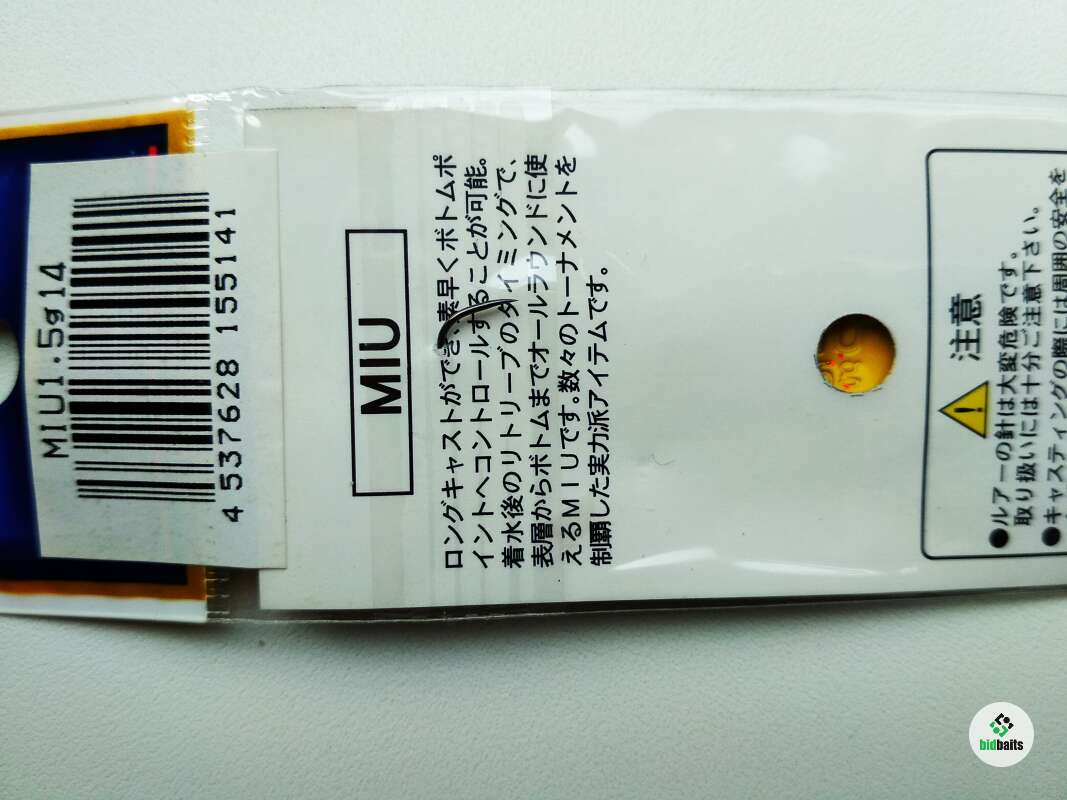 MIU1.5g14
4 537628 155141
MIU
ロングキャストができ、素早くボトムポ
イントへコントロールすることが可能。
着水後のリトリーブのタイミングで、
表層からボトムまでオールラウンドに使
えるMIUです。数々のトーナメントを
制覇した実力派アイテムです。
注意
●ルアーの針は大変危険です。
取り扱いには十分ご注意下さい。
●キャスティングの際には周囲の安全を
bidbaits